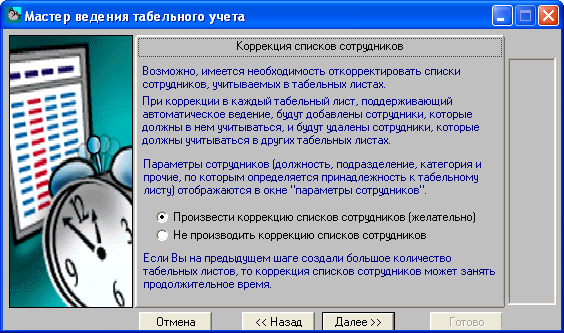 Мастер ведения табельного учета
Коррекция списков сотрудников
Возможно, имеется необходимость откорректировать списки
сотрудников, учитываемых в табельных листах.
При коррекции в каждый табельный лист, поддерживающий
автоматическое ведение, будут добавлены сотрудники, которые
должны в нем учитываться, и будут удалены сотрудники, которые
должны учитываться в других табельных листах.
Параметры сотрудников (должность, подразделение, категория и
прочие, по которым определяется принадлежность к табельному
листу) отображаются в окне "параметры сотрудников".
Произвести коррекцию списков сотрудников (желательно)
Не производить коррекцию списков сотрудников
Если Вы на предыдущем шаге создали большое количество
табельных листов, то коррекция списков сотрудников может занять
продолжительное время.
Отмена
<< Назад
Далее >>
Готово